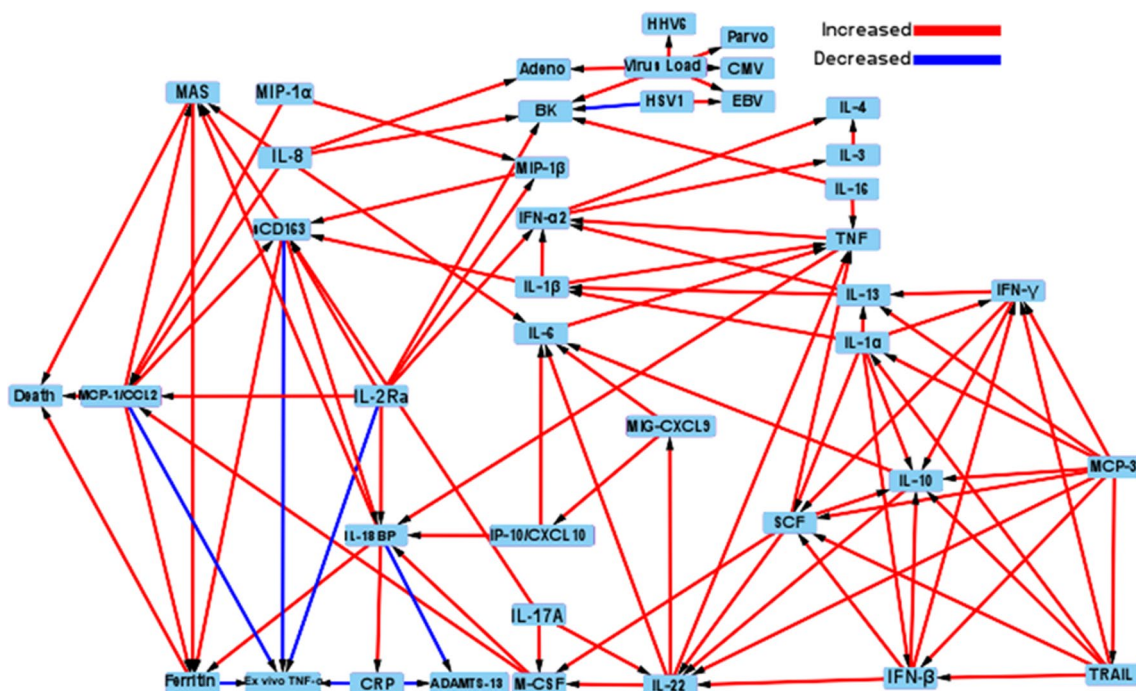 HHV6
Parvo
Increased
Adeno
Virus Load
CMV
Decreased
MAS
MIP-1α
BK
HSV1
EBV
IL-4
IL-8
MIP-1β
IL-3
IL-16
sCD163
IFN-α2
TNF
IL-1β
IL-13
IFN-γ
IL-6
IL-1α
Death
MCP-1/CCL2
IL-2Ra
MIG-CXCL9
MCP-3
IL-10
SCF
IL-18BP
IP-10/CXCL10
IL-17A
Ferritin
Ex vivo TNF-α
CRP
ADAMTS-13
M-CSF
IL-22
IFN-β
TRAIL